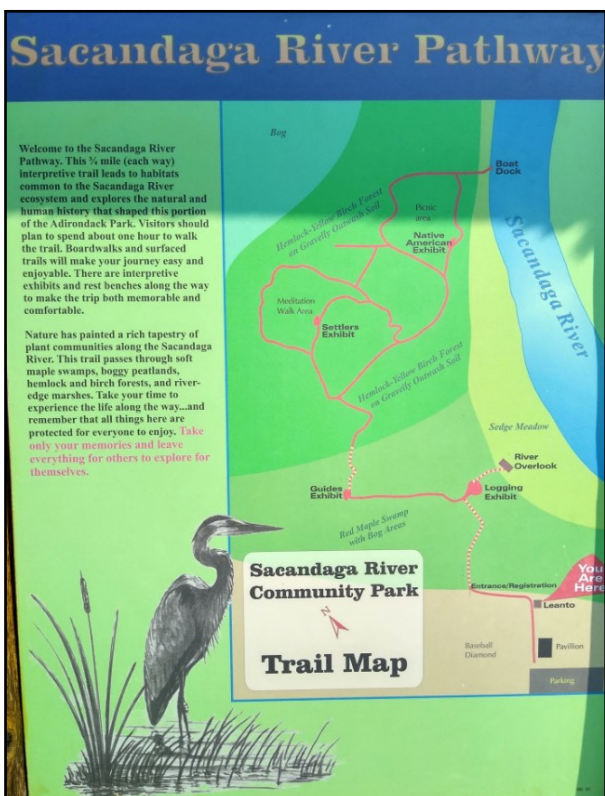 Sacandaga River Pathway
Welcome to the Sacandaga River
Pathway. This ¾ mile (each way)
interpretive trail leads to habitats
common to the Sacandaga River
ecosystem and explores the natural and
human history that shaped this portion
of the Adirondack Park. Visitors should
plan to spend about one hour to walk
the trail. Boardwalks and surfaced
trails will make your journey easy and
enjoyable. There are interpretive
exhibits and rest benches along the way
to make the trip both memorable and
comfortable.
Nature has painted a rich tapestry of
plant communities along the Sacandaga
River. This trail passes through soft
maple swamps, boggy peatlands,
hemlock and birch forests, and river-
edge marshes. Take your time to
experience the life along the way...and
remember that all things here are
protected for everyone to enjoy. Take
only your memories and leave
everything for others to explore for
themselves.
Bog
Boat
Dock
Hemlock-Yellow Birch Forest
on Gravelly Outwash Soil
Picnic
area
Native
American
Exhibit
Sacandaga River
Meditation
Walk Area
Settlers
Exhibit
Hemlock-Yellow Birch Forest
on Gravelly Outwash Soil
Sedge Meadow
River
Overlook
Guides
Exhibit
Logging
Exhibit
Red Maple Swamp
with Bog Areas
You
Are
Here
Entrance/Registration
Leanto
Baseball
Diamond
Pavillion
Parking
Sacandaga River
Community Park
N
Trail Map